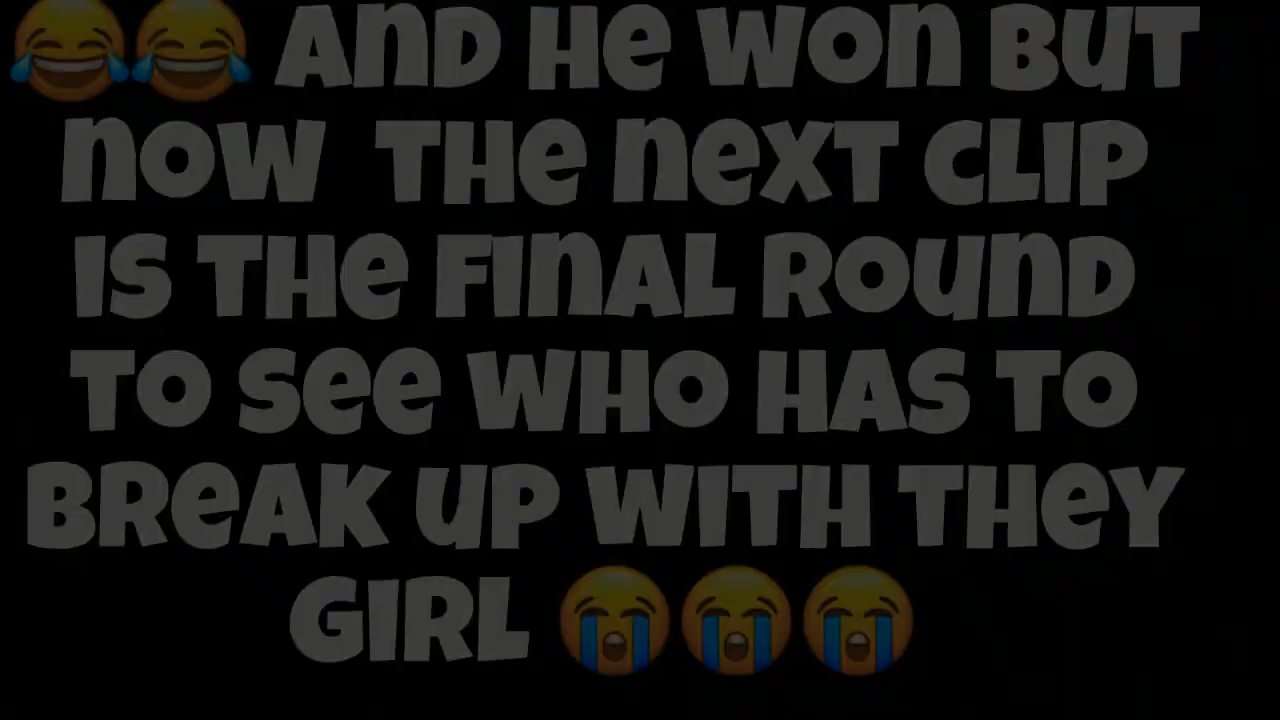 😂😂 AND HE WON BUT
NOW THE NEXT CLIP
IS THE FINAL ROUND
TO SEE WHO HAS TO
BREAK UP WITH THEY
GIRL 😭😭😭